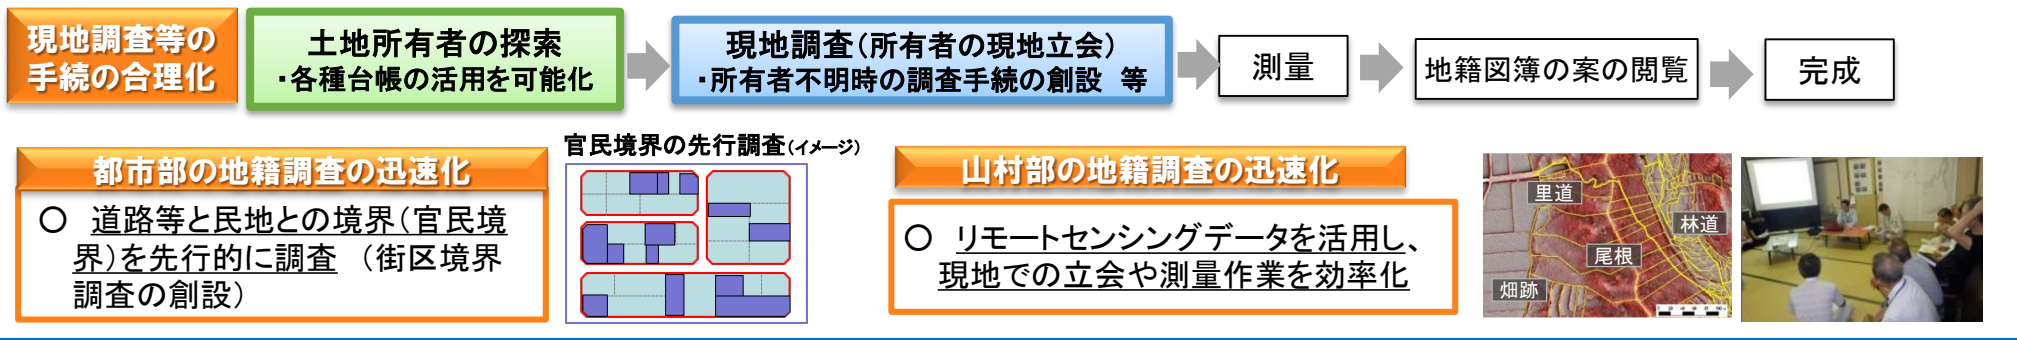 現地調査等の
手続の合理化
土地所有者の探索
・各種台帳の活用を可能化
現地調査(所有者の現地立会)
・所有者不明時の調査手続の創設 等
測量
地籍図簿の案の閲覧
完成
都市部の地籍調査の迅速化
〇 道路等と民地との境界(官民境
界)を先行的に調査 (街区境界
調査の創設)
官民境界の先行調査(イメージ)
山村部の地籍調査の迅速化
〇 リモートセンシングデータを活用し、
現地での立会や測量作業を効率化
里道
林道
尾根
畑跡